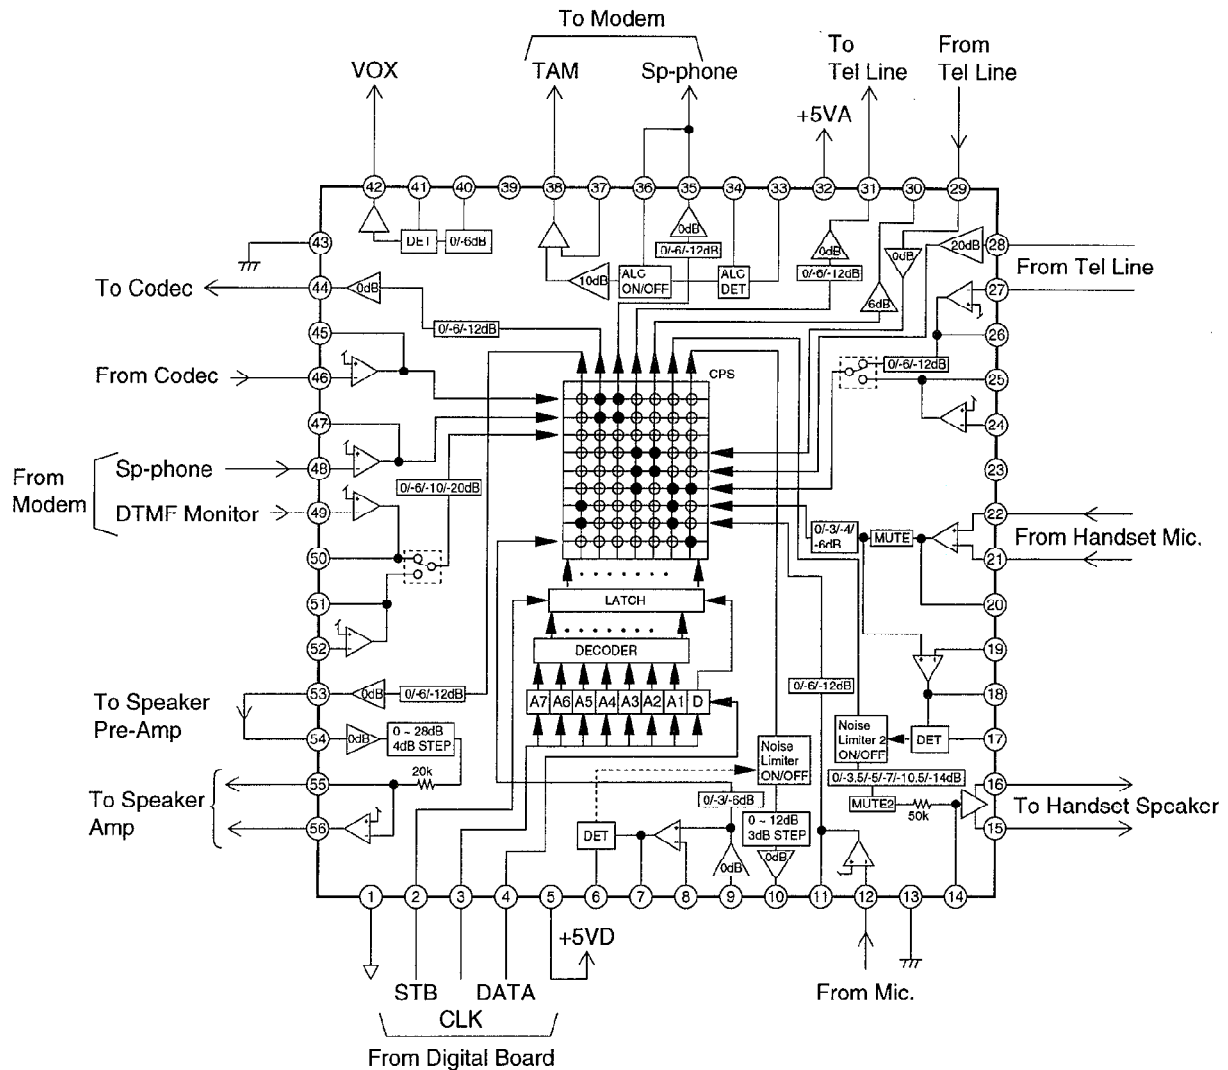 To Modem
VOX
TAM
Sp-phone
To
Tel Line
From
Tel Line
+5VA
42
41
40
39
38
37
36
35
34
33
32
31
30
29
DET
0/-6dB
10dB
ALC
ON/OFF
0dB
0/-6/-12dB
ALC
DET
0dB
0/-6/-12dB
6dB
0dB
20dB
43
44
45
46
47
48
49
50
51
52
53
54
55
56
28
27
26
25
24
23
22
21
20
19
18
17
16
15
To Codec
0dB
0/-6/-12dB
From Codec
From
Modem
Sp-phone
DTMF Monitor
0/-6/-10/-20dB
From Tel Line
0/-6/-12dB
CPS
From Handset Mic.
0/-3/-4/
-6dB
MUTE
LATCH
DECODER
A7
A6
A5
A4
A3
A2
A1
D
To Speaker
Pre-Amp
0dB
0/-6/-12dB
0dB
0 ~ 28dB
4dB STEP
20k
To Speaker
Amp
0/-6/-12dB
Noise
Limiter
ON/OFF
Noise
Limiter 2
ON/OFF
DET
0/-3.5/-5/-7/-10.5/-14dB
MUTE2
50k
To Handset Speaker
DET
0/-3/-6dB
0dB
0 ~ 12dB
3dB STEP
0dB
1
2
3
4
5
6
7
8
9
10
11
12
13
14
+5VD
STB
DATA
CLK
From Digital Board
From Mic.